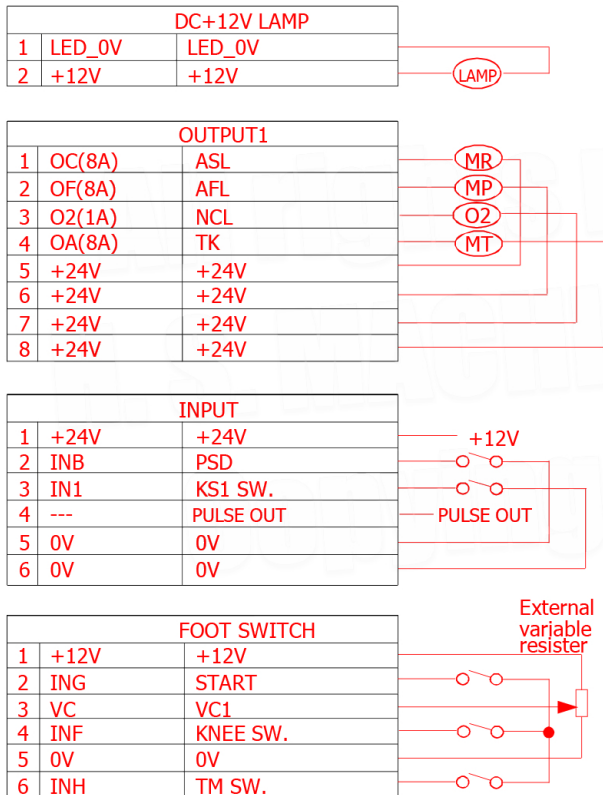 DC+12V LAMP
1 LED_0V LED_0V
2 +12V +12V LAMP
OUTPUT1
1 OC(8A) ASL MR
2 OF(8A) AFL MP
3 O2(1A) NCL O2
4 OA(8A) TK MT
5 +24V +24V
6 +24V +24V
7 +24V +24V
8 +24V +24V
INPUT
1 +24V +24V +12V
2 INB PSD
3 IN1 KS1 SW.
4 --- PULSE OUT PULSE OUT
5 0V 0V
6 0V 0V
External
variable
resister
FOOT SWITCH
1 +12V +12V
2 ING START
3 VC VC1
4 INF KNEE SW.
5 0V 0V
6 INH TM SW.